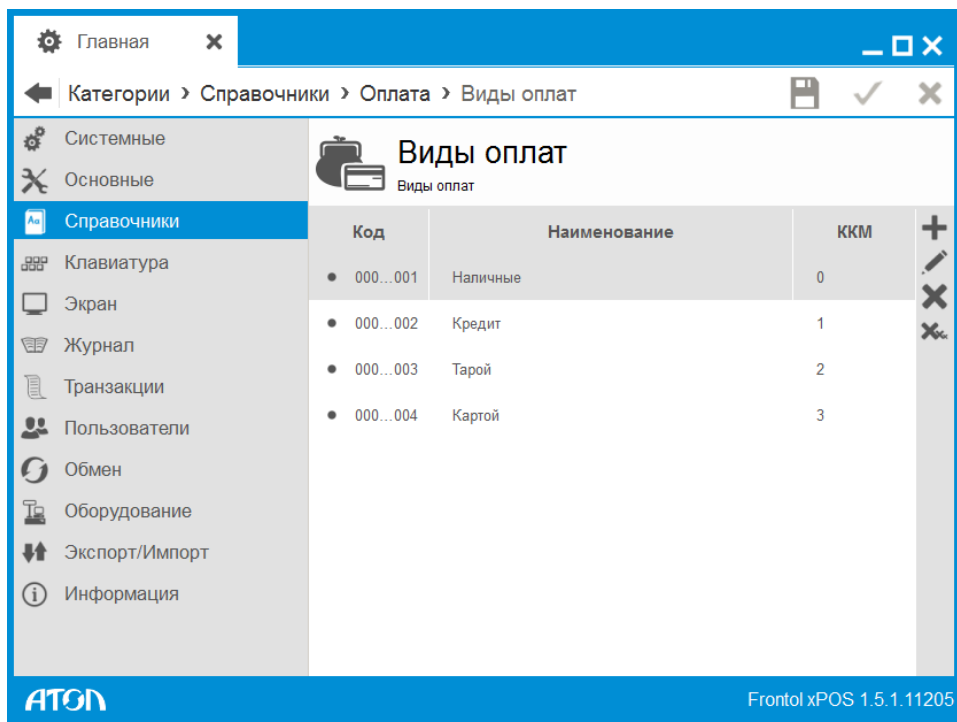 Главная
Категории › Справочники › Оплата › Виды оплат
Системные
Основные
Справочники
Клавиатура
Экран
Журнал
Транзакции
Пользователи
Обмен
Оборудование
Экспорт/Импорт
Информация
Виды оплат
Виды оплат
Код Наименование ККМ
000...001 Наличные 0
000...002 Кредит 1
000...003 Тарой 2
000...004 Картой 3
ATOL Frontol xPOS 1.5.1.11205